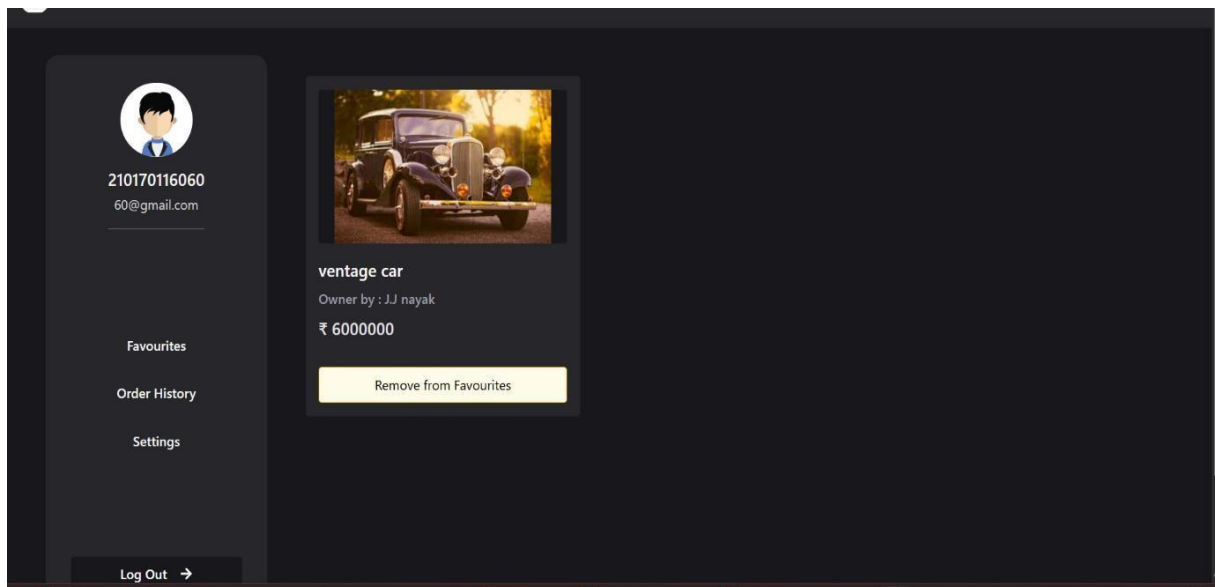 210170116060
60@gmail.com
Favourites
Order History
Settings
Log Out →
ventage car
Owner by : J.J nayak
₹ 6000000
Remove from Favourites